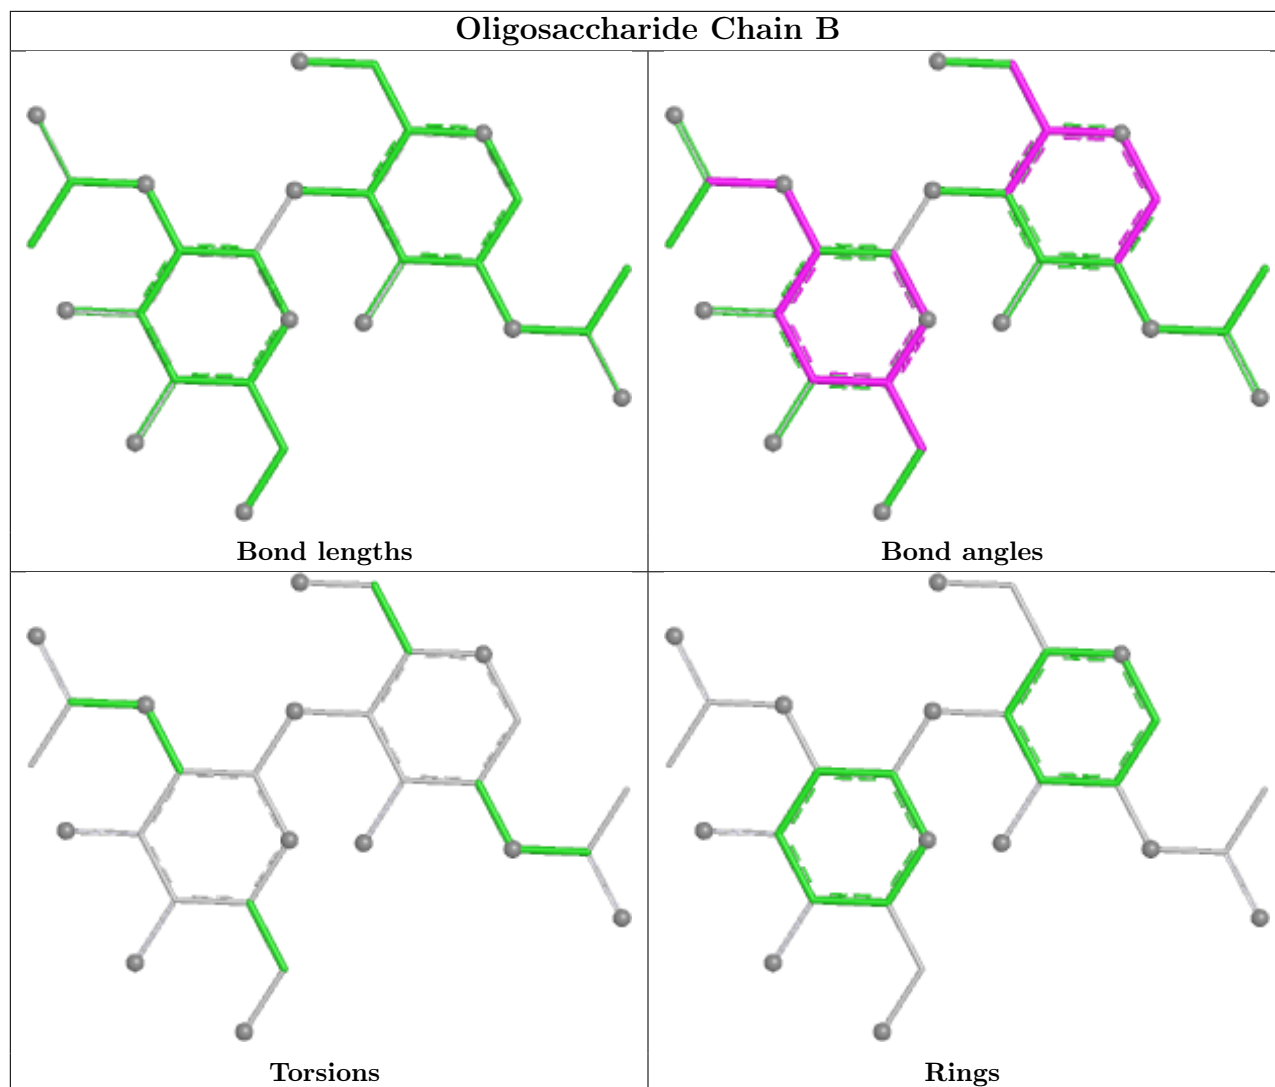 Oligosaccharide Chain B
Bond lengths
Bond angles
Torsions
Rings